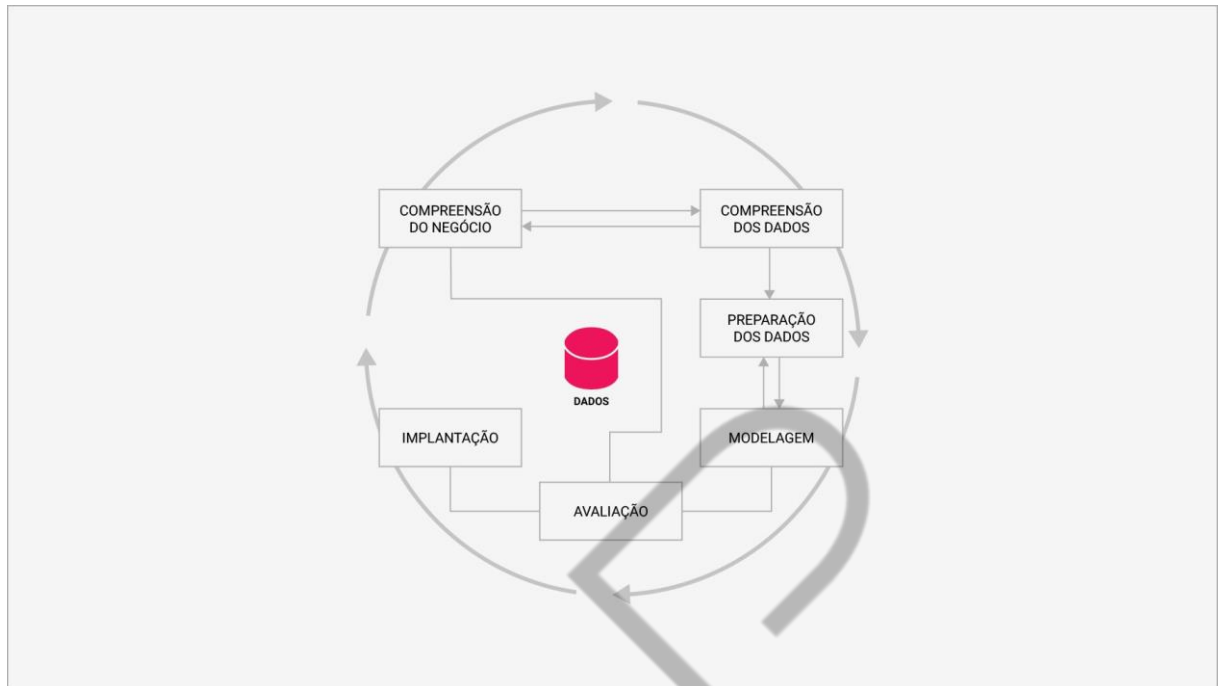 COMPREENSÃO
DO NEGÓCIO
COMPREENSÃO
DOS DADOS
PREPARAÇÃO
DOS DADOS
DADOS
IMPLANTAÇÃO
MODELAGEM
AVALIAÇÃO